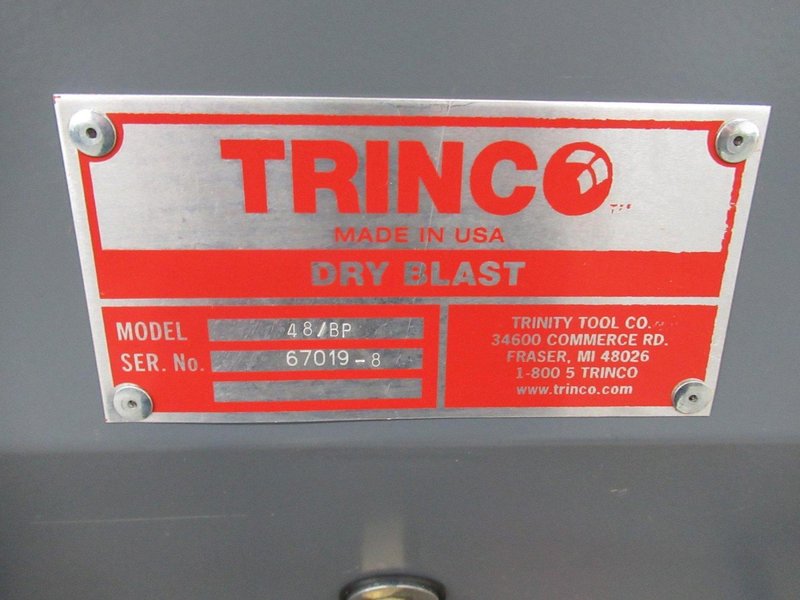 TRINCO
MADE IN USA
DRY BLAST
MODEL 48/BP
SER. No. 67019-8
TRINITY TOOL CO.
34600 COMMERCE RD.
FRASER, MI 48026
1-800 5 TRINCO
www.trinco.com